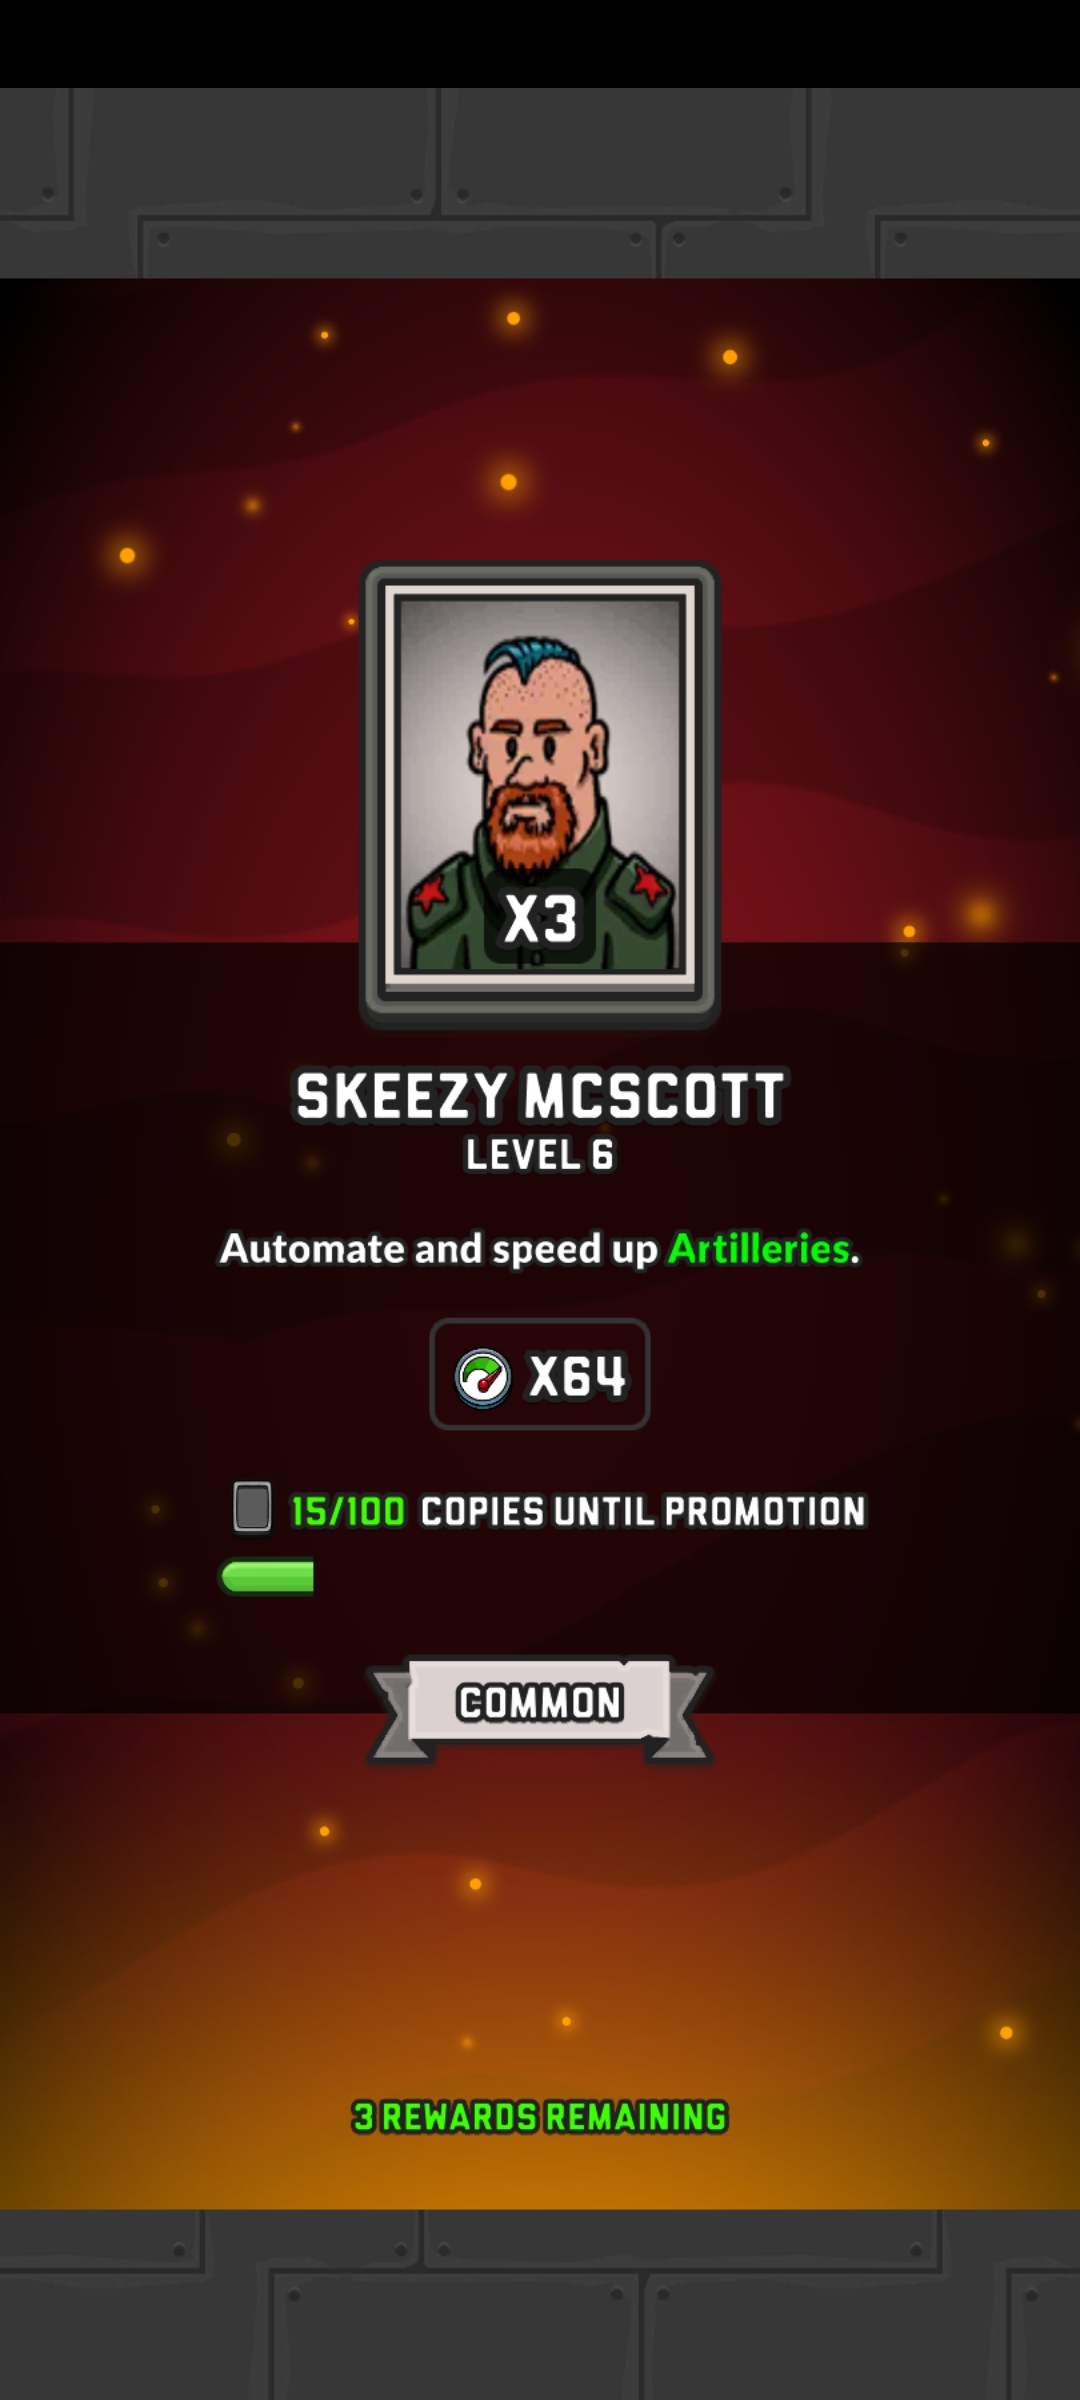 X3
SKEEZY MCSCOTT
LEVEL 6
Automate and speed up Artilleries.
X64
15/100 COPIES UNTIL PROMOTION
COMMON
3 REWARDS REMAINING